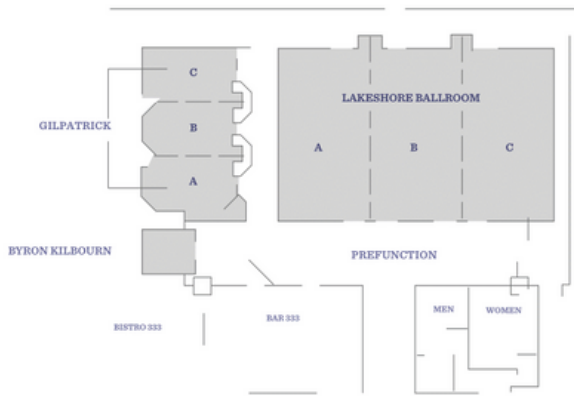 C
LAKESHORE BALLROOM
GILPATRICK
B
A
B
C
A
BYRON KILBOURN
PREFUNCTION
MEN
WOMEN
BISTRO 333
BAR 333